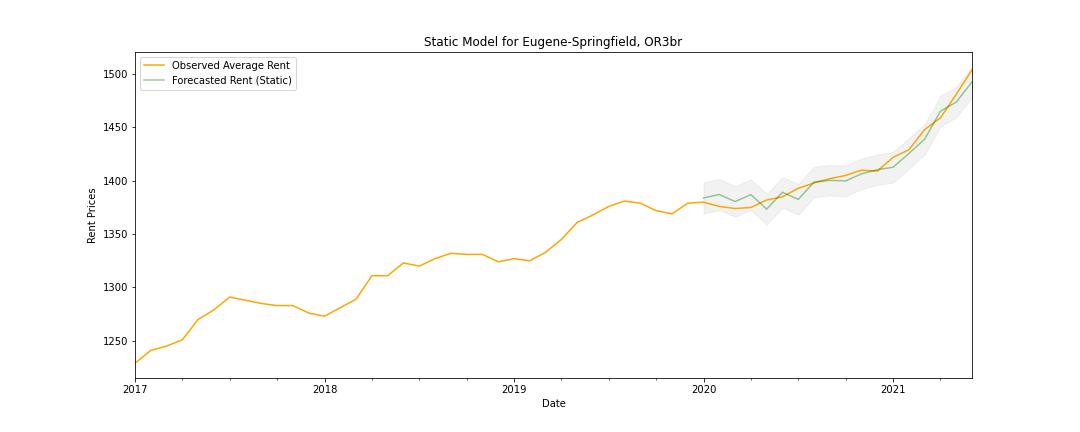 Static Model for Eugene-Springfield, OR3br
Observed Average Rent
Forecasted Rent (Static)
1500
1450
1400
1350
1300
1250
Rent Prices
2017 2018 2019 2020 2021
Date